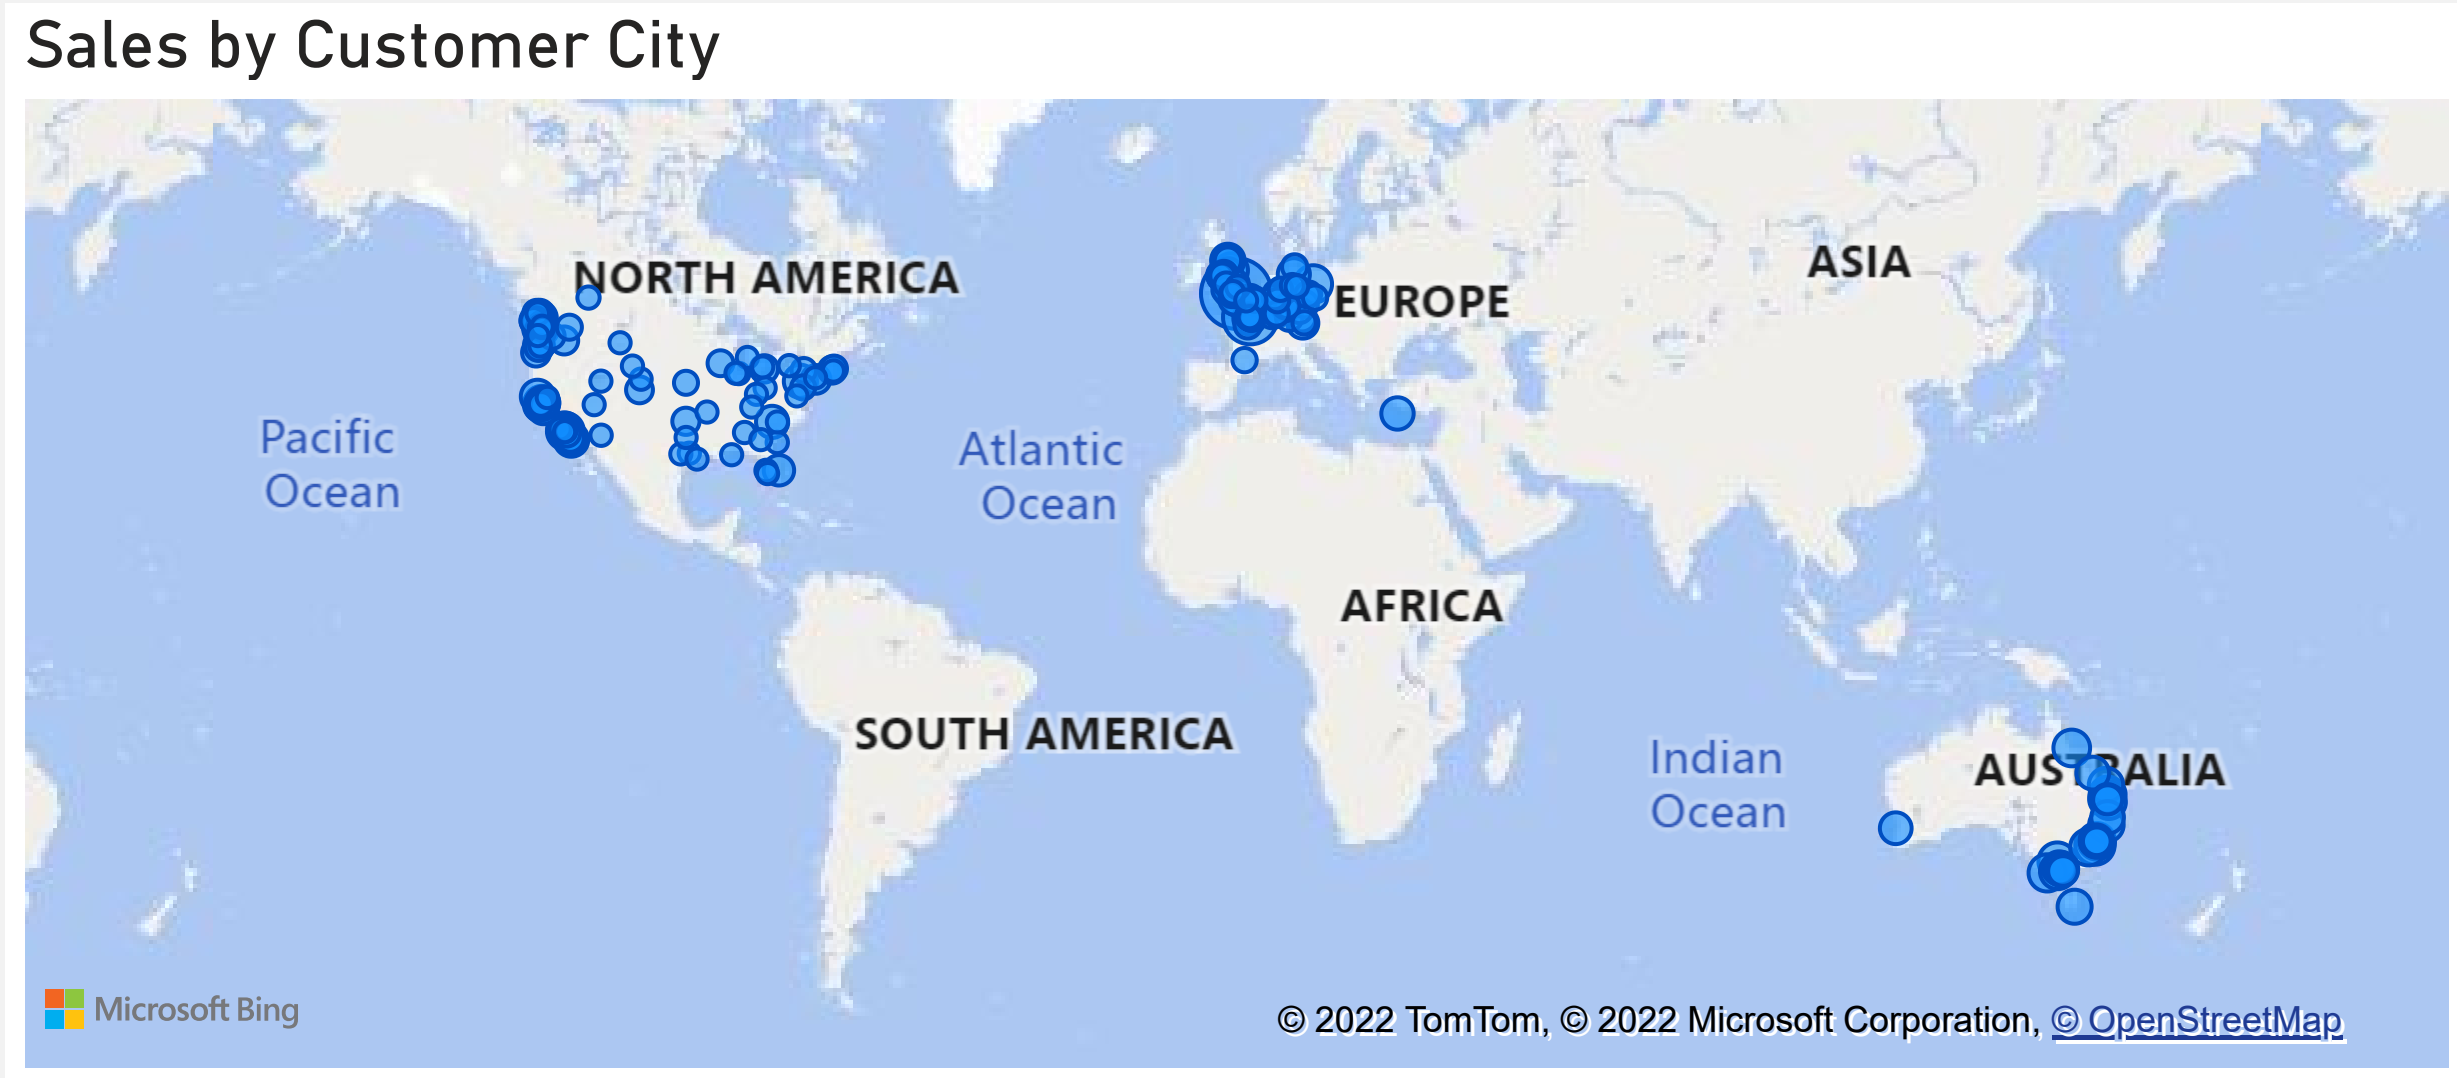 Sales by Customer City
NORTH AMERICA
ASIA
EUROPE
Pacific
Ocean
Atlantic
Ocean
AFRICA
SOUTH AMERICA
Indian
Ocean
AUSTRALIA
Microsoft Bing
© 2022 TomTom, © 2022 Microsoft Corporation, © OpenStreetMap